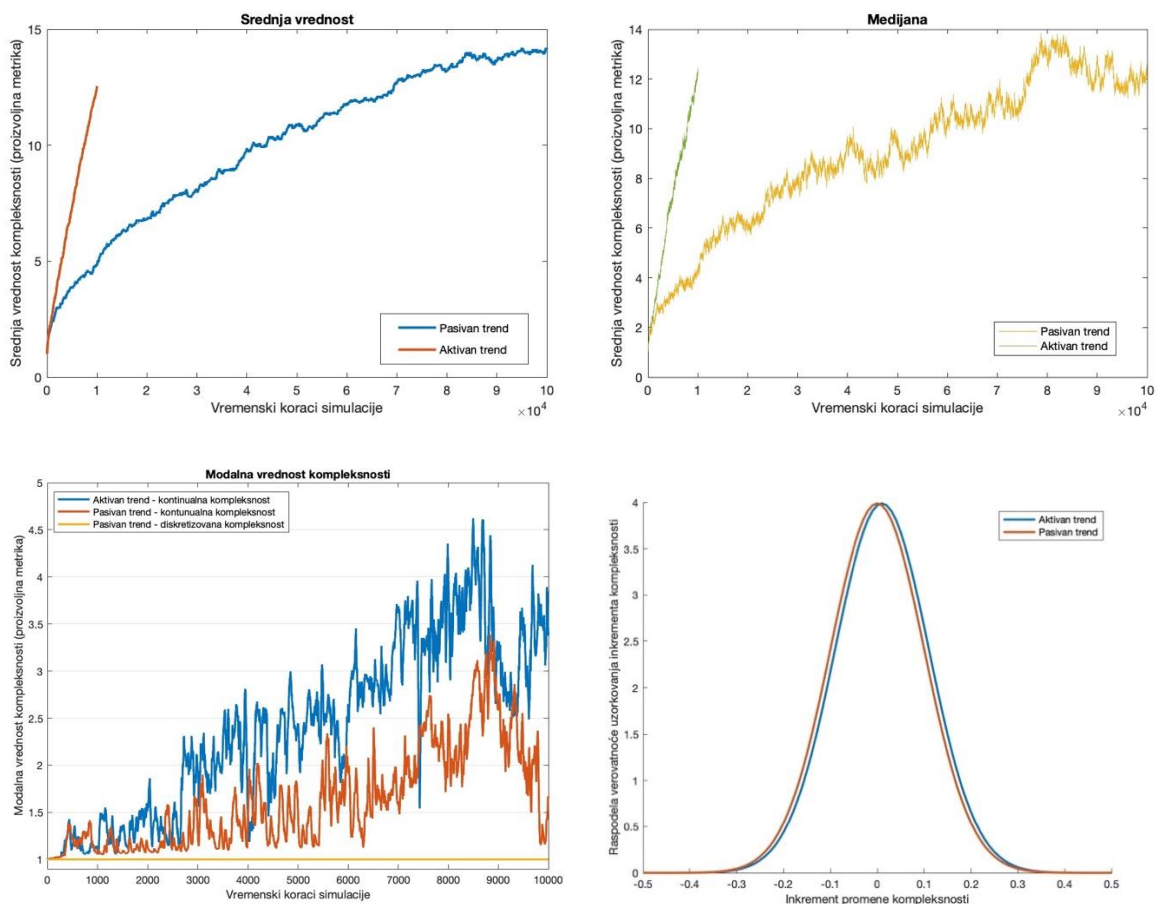 Srednja vrednost
Srednja vrednost kompleksnosti (proizvoljna metrika)
15
10
5
0
Pasivan trend
Aktivan trend
0 1 2 3 4 5 6 7 8 9 10
Vremenski koraci simulacije
×10⁴
Medijana
Srednja vrednost kompleksnosti (proizvoljna metrika)
14
12
10
8
6
4
2
0
Pasivan trend
Aktivan trend
0 1 2 3 4 5 6 7 8 9 10
Vremenski koraci simulacije
×10⁴
Modalna vrednost kompleksnosti
Modalna vrednost kompleksnosti (proizvoljna metrika)
5
4.5
4
3.5
3
2.5
2
1.5
1
Aktivan trend - kontinualna kompleksnost
Pasivan trend - kontunualna kompleksnost
Pasivan trend - diskretizovana kompleksnost
0 1000 2000 3000 4000 5000 6000 7000 8000 9000 10000
Vremenski koraci simulacije
Raspodela verovatnoće uzorkovanja inkrementa kompleksnosti
4
3.5
3
2.5
2
1.5
1
0.5
0
Aktivan trend
Pasivan trend
-0.5 -0.4 -0.3 -0.2 -0.1 0 0.1 0.2 0.3 0.4 0.5
Inkrement promene kompleksnosti